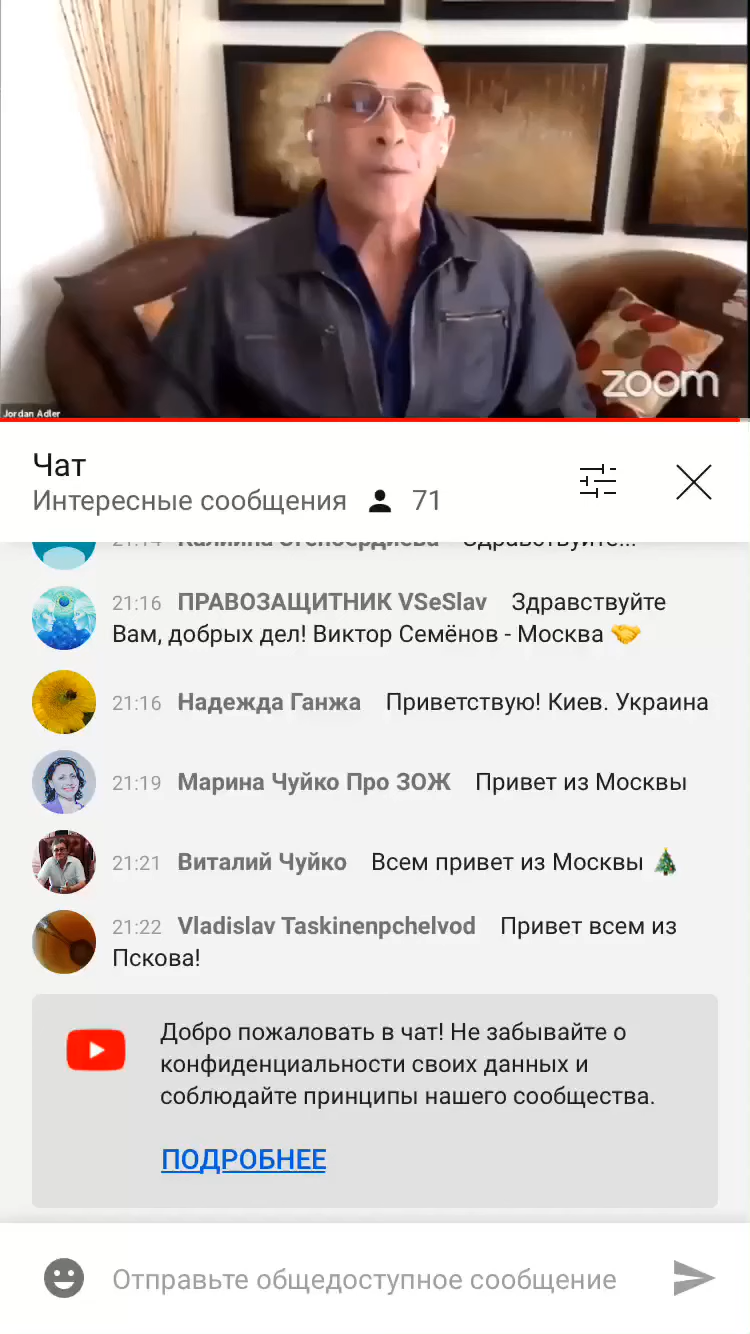 Jordan Adler
zoom
Чат
Интересные сообщения 71
21:14 Здравствуйте...
21:16 ПРАВОЗАЩИТНИК VSeSlav Здравствуйте
Вам, добрых дел! Виктор Семёнов - Москва 🤝
21:16 Надежда Ганжа Приветствую! Киев. Украина
21:19 Марина Чуйко Про ЗОЖ Привет из Москвы
21:21 Виталий Чуйко Всем привет из Москвы 🎄
21:22 Vladislav Taskinenpchelvod Привет всем из
Пскова!
Добро пожаловать в чат! Не забывайте о
конфиденциальности своих данных и
соблюдайте принципы нашего сообщества.
ПОДРОБНЕЕ
Отправьте общедоступное сообщение